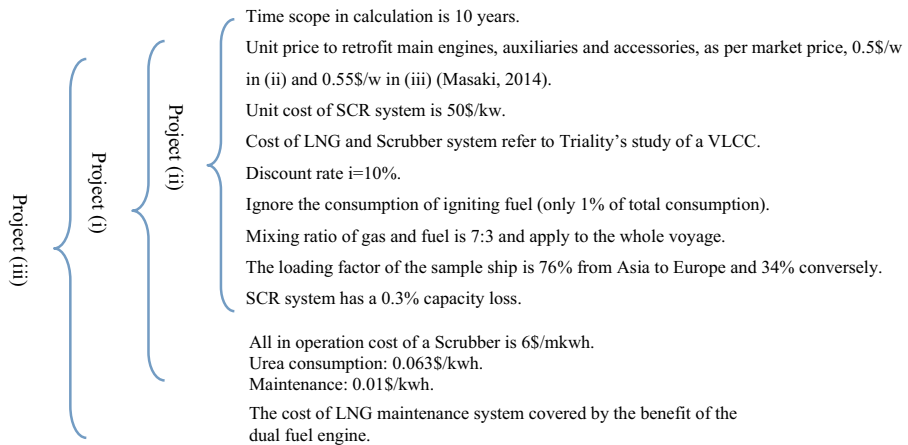 Time scope in calculation is 10 years.
Unit price to retrofit main engines, auxiliaries and accessories, as per market price, 0.5$/w
in (ii) and 0.55$/w in (iii) (Masaki, 2014).
Unit cost of SCR system is 50$/kw.
Cost of LNG and Scrubber system refer to Triality’s study of a VLCC.
Discount rate i=10%.
Ignore the consumption of igniting fuel (only 1% of total consumption).
Mixing ratio of gas and fuel is 7:3 and apply to the whole voyage.
The loading factor of the sample ship is 76% from Asia to Europe and 34% conversely.
SCR system has a 0.3% capacity loss.
All in operation cost of a Scrubber is 6$/mkwh.
Urea consumption: 0.063$/kwh.
Maintenance: 0.01$/kwh.
The cost of LNG maintenance system covered by the benefit of the
dual fuel engine.
Project (ii)
Project (i)
Project (iii)